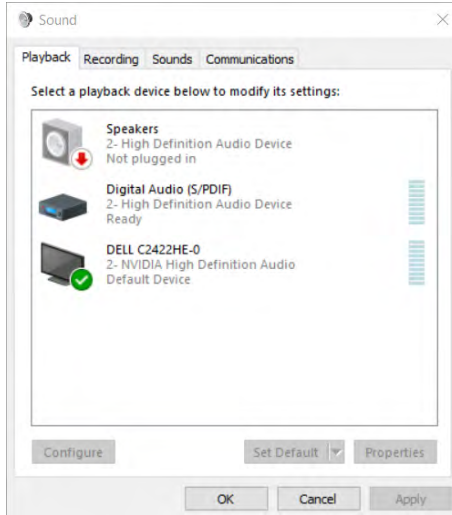 Sound
Playback Recording Sounds Communications
Select a playback device below to modify its settings:
Speakers
2- High Definition Audio Device
Not plugged in
Digital Audio (S/PDIF)
2- High Definition Audio Device
Ready
DELL C2422HE-0
2- NVIDIA High Definition Audio
Default Device
Configure Set Default Properties
OK Cancel Apply